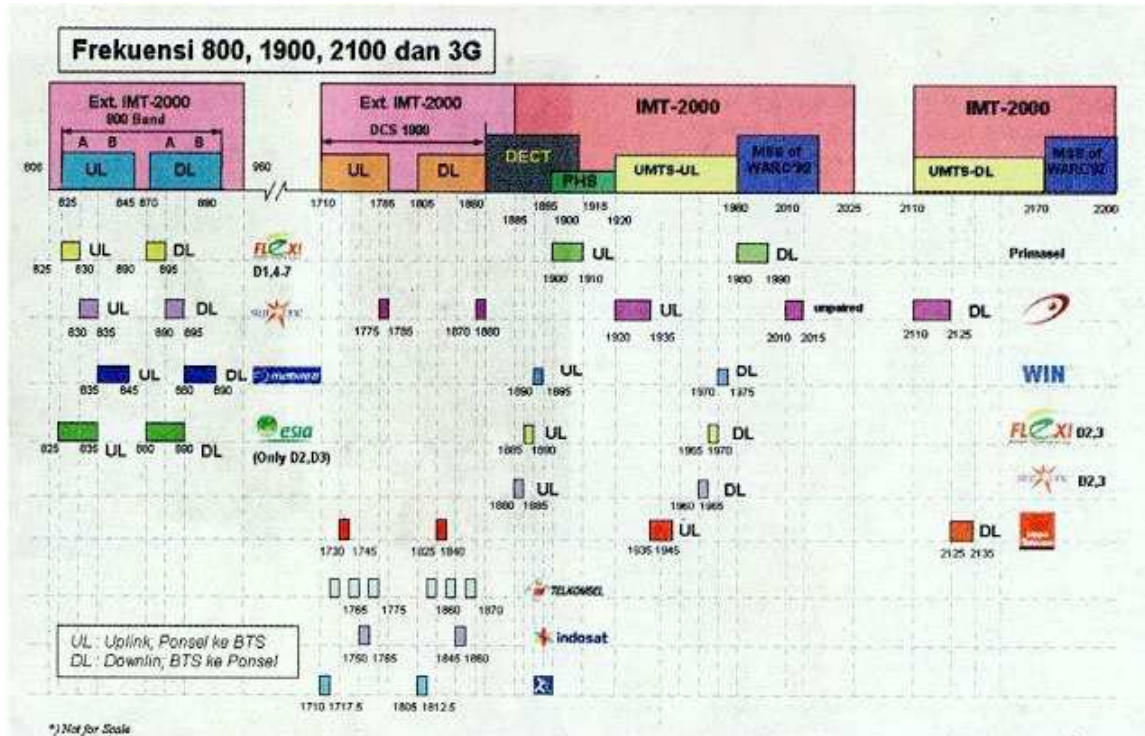 Frekuensi 800, 1900, 2100 dan 3G
Ext. IMT-2000
800 Band
A B A B
UL DL
806 960
825 845 870 890
Ext. IMT-2000
DCS 1800
UL DL
1710 1785 1805 1880
IMT-2000
DECT
PHS
UMTS-UL
MSS of
WARC'92
1885 1895 1900 1915 1920 1980 2010 2025
IMT-2000
UMTS-DL
MSS of
WARC'92
2110 2170 2200
UL DL
825 830 890 895
FLEXI
D1,4-7
UL DL
1900 1910 1980 1990
Primasel
UL DL
830 835 890 895
1775 1785 1870 1880
UL unpaired DL
1920 1935 2010 2015 2110 2125
UL DL
835 845 880 890
UL DL
1890 1895 1970 1975
WIN
UL DL
825 835 880 890
esia
(Only D2,D3)
UL DL
1885 1890 1965 1970
FLEXI D2,3
UL DL
1880 1885 1960 1965
D2,3
1730 1745 1825 1840
UL DL
1935 1945 2125 2135
1765 1775 1860 1870
TELKOMSEL
1750 1765 1845 1860
indosat
1710 1717.5 1805 1812.5
UL : Uplink, Ponsel ke BTS
DL : Downlin; BTS ke Ponsel
*) Not for Scale